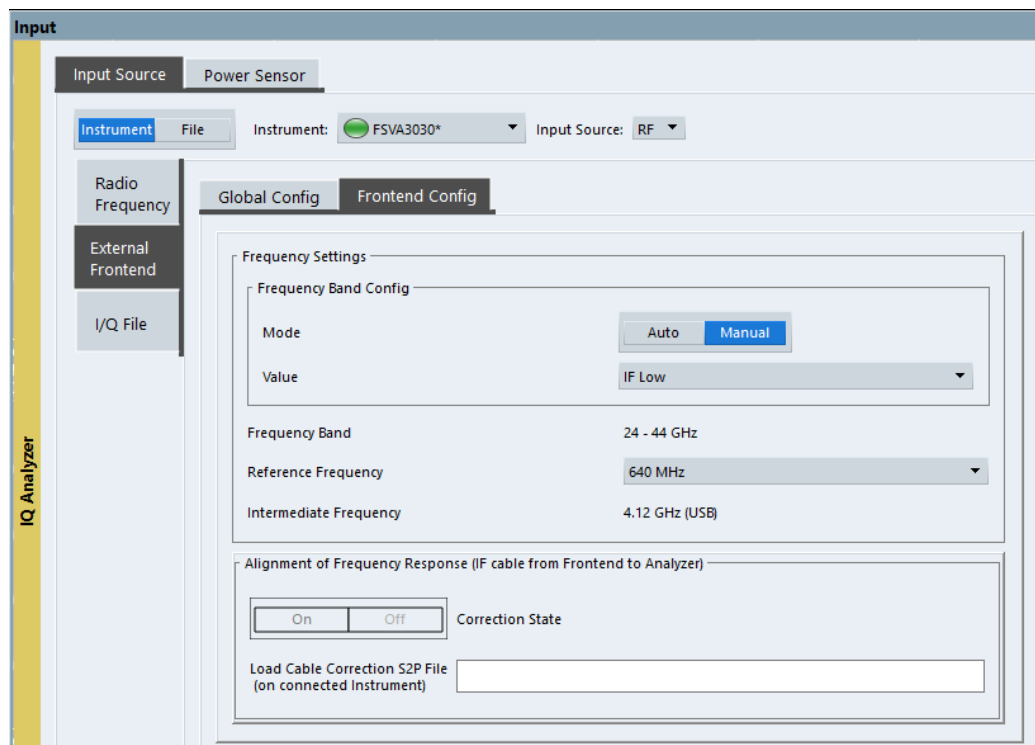 Input
Input Source
Power Sensor
Instrument File Instrument: FSVA3030* Input Source: RF
Radio
Frequency
External
Frontend
I/Q File
Global Config
Frontend Config
Frequency Settings
Frequency Band Config
Mode Auto Manual
Value IF Low
Frequency Band 24 - 44 GHz
Reference Frequency 640 MHz
Intermediate Frequency 4.12 GHz (USB)
Alignment of Frequency Response (IF cable from Frontend to Analyzer)
On Off Correction State
Load Cable Correction S2P File
(on connected Instrument)
IQ Analyzer